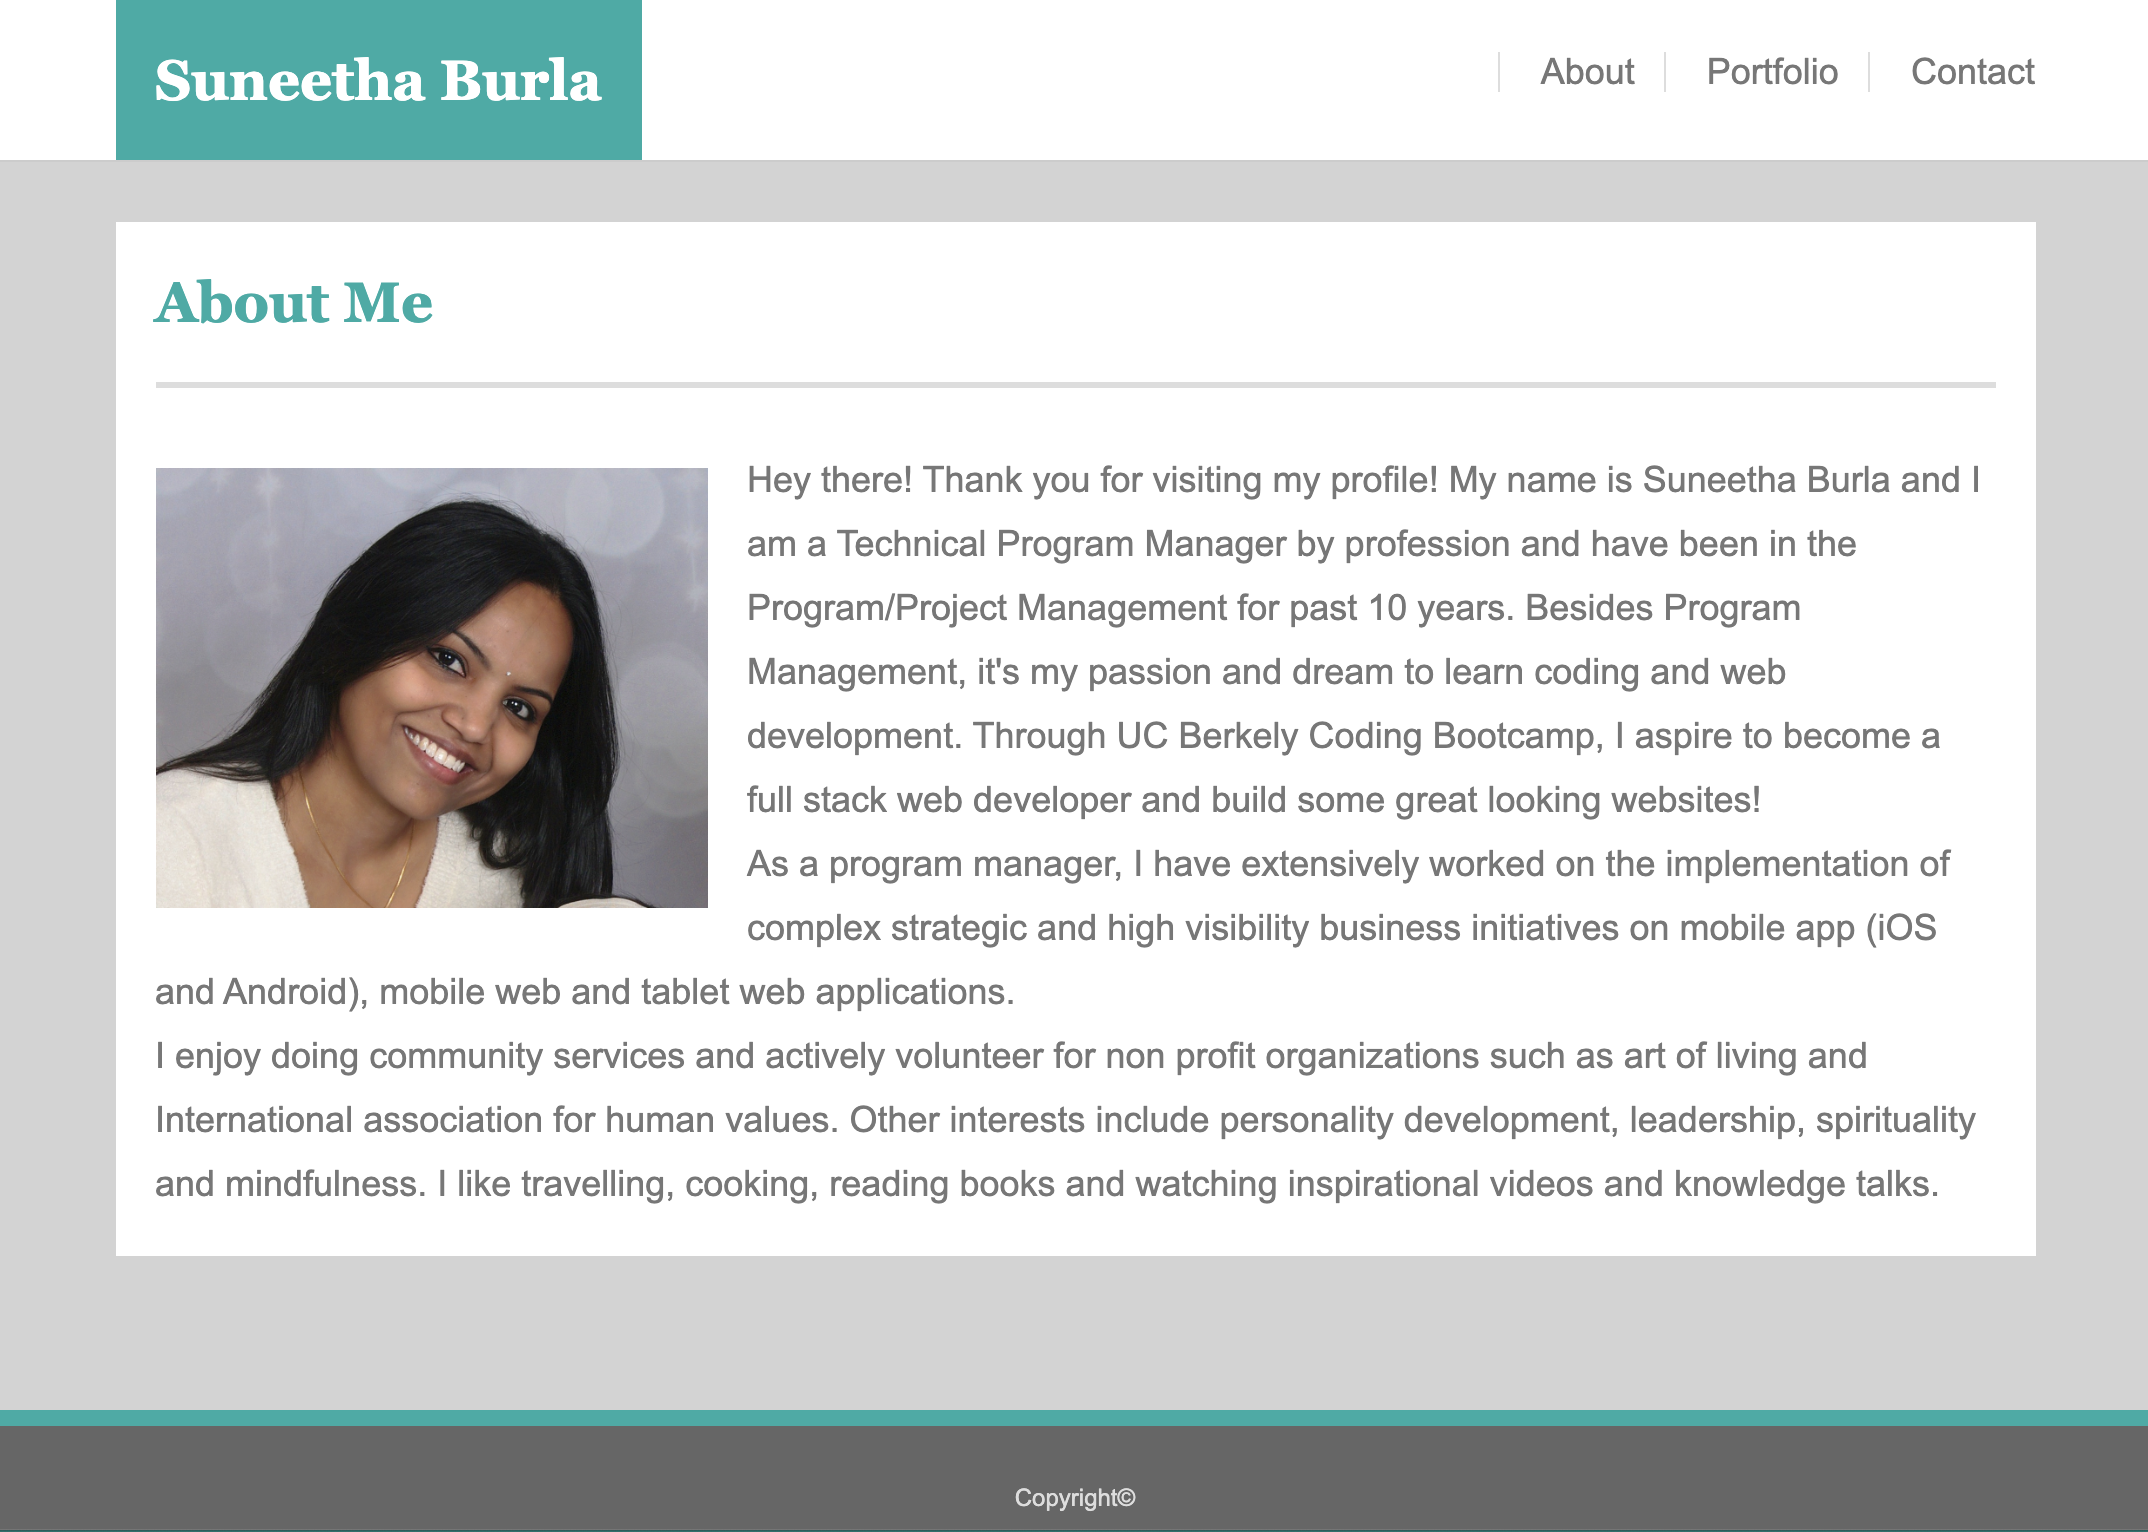 Suneetha Burla
About
Portfolio
Contact
About Me
Hey there! Thank you for visiting my profile! My name is Suneetha Burla and I
am a Technical Program Manager by profession and have been in the
Program/Project Management for past 10 years. Besides Program
Management, it's my passion and dream to learn coding and web
development. Through UC Berkely Coding Bootcamp, I aspire to become a
full stack web developer and build some great looking websites!
As a program manager, I have extensively worked on the implementation of
complex strategic and high visibility business initiatives on mobile app (iOS
and Android), mobile web and tablet web applications.
I enjoy doing community services and actively volunteer for non profit organizations such as art of living and
International association for human values. Other interests include personality development, leadership, spirituality
and mindfulness. I like travelling, cooking, reading books and watching inspirational videos and knowledge talks.
Copyright©